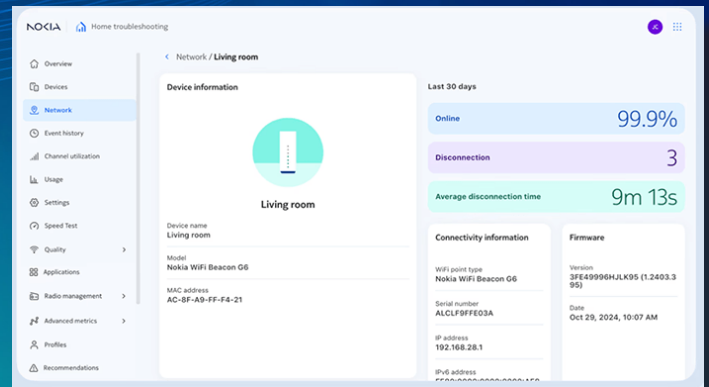 NOKIA
Home troubleshooting
JC
Network / Living room
Overview
Devices
Network
Event history
Channel utilization
Usage
Settings
Speed Test
Quality
Applications
Radio management
Advanced metrics
Profiles
Recommendations
Device information
Living room
Device name
Living room
Model
Nokia WiFi Beacon G6
MAC address
AC-8F-A9-FF-F4-21
Last 30 days
Online
99.9%
Disconnection
3
Average disconnection time
9m 13s
Connectivity information
WiFi point type
Nokia WiFi Beacon G6
Serial number
ALCLF9FFE03A
IP address
192.168.28.1
IPv6 address
Firmware
Version
3FE49996HJLK95 (1.2403.3
95)
Date
Oct 29, 2024, 10:07 AM